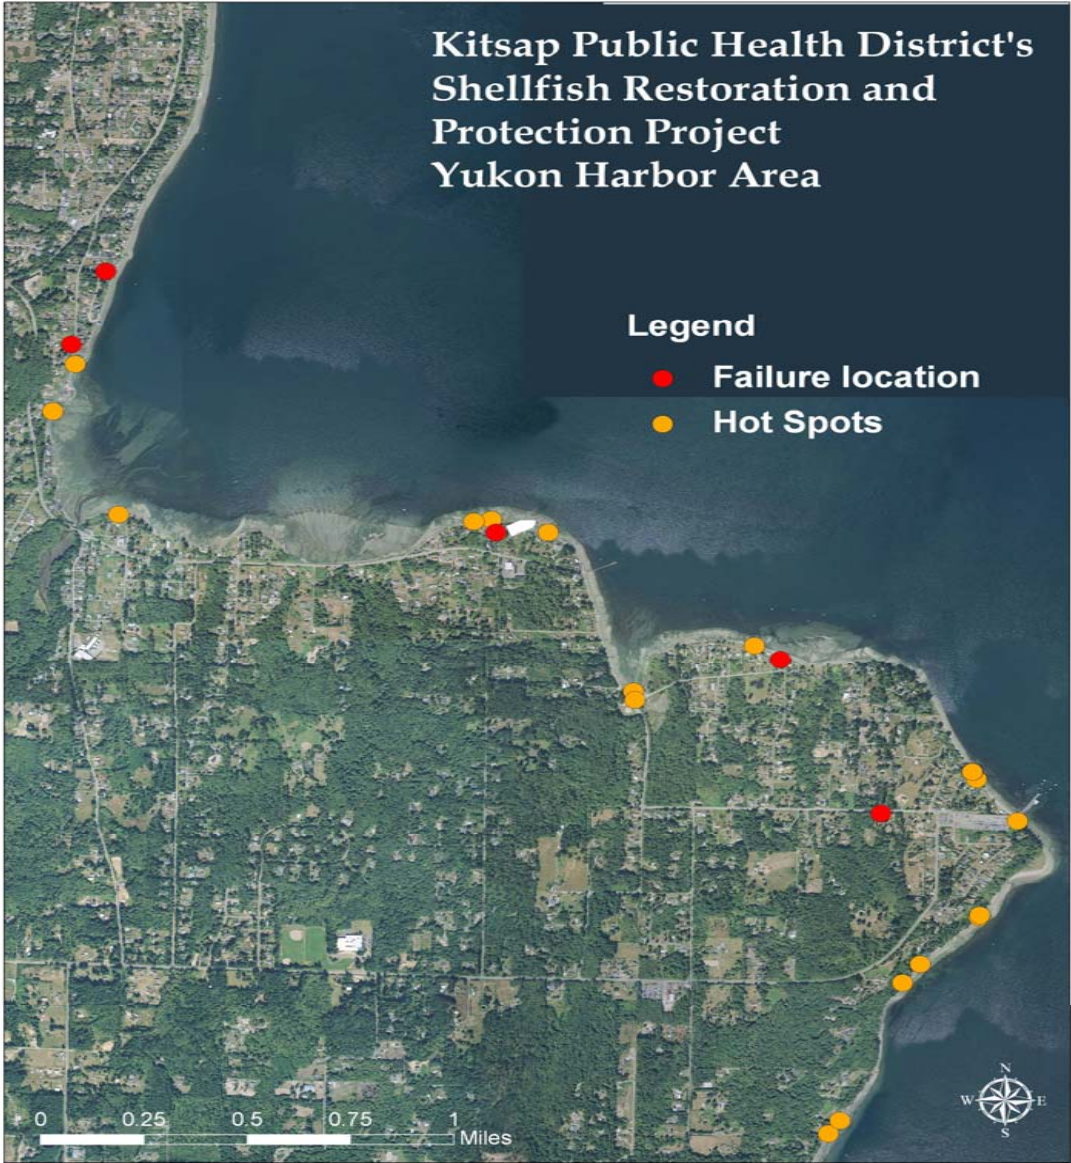 Kitsap Public Health District's
Shellfish Restoration and
Protection Project
Yukon Harbor Area
Legend
Failure location
Hot Spots
N
W E
S
0 0.25 0.5 0.75 1
Miles